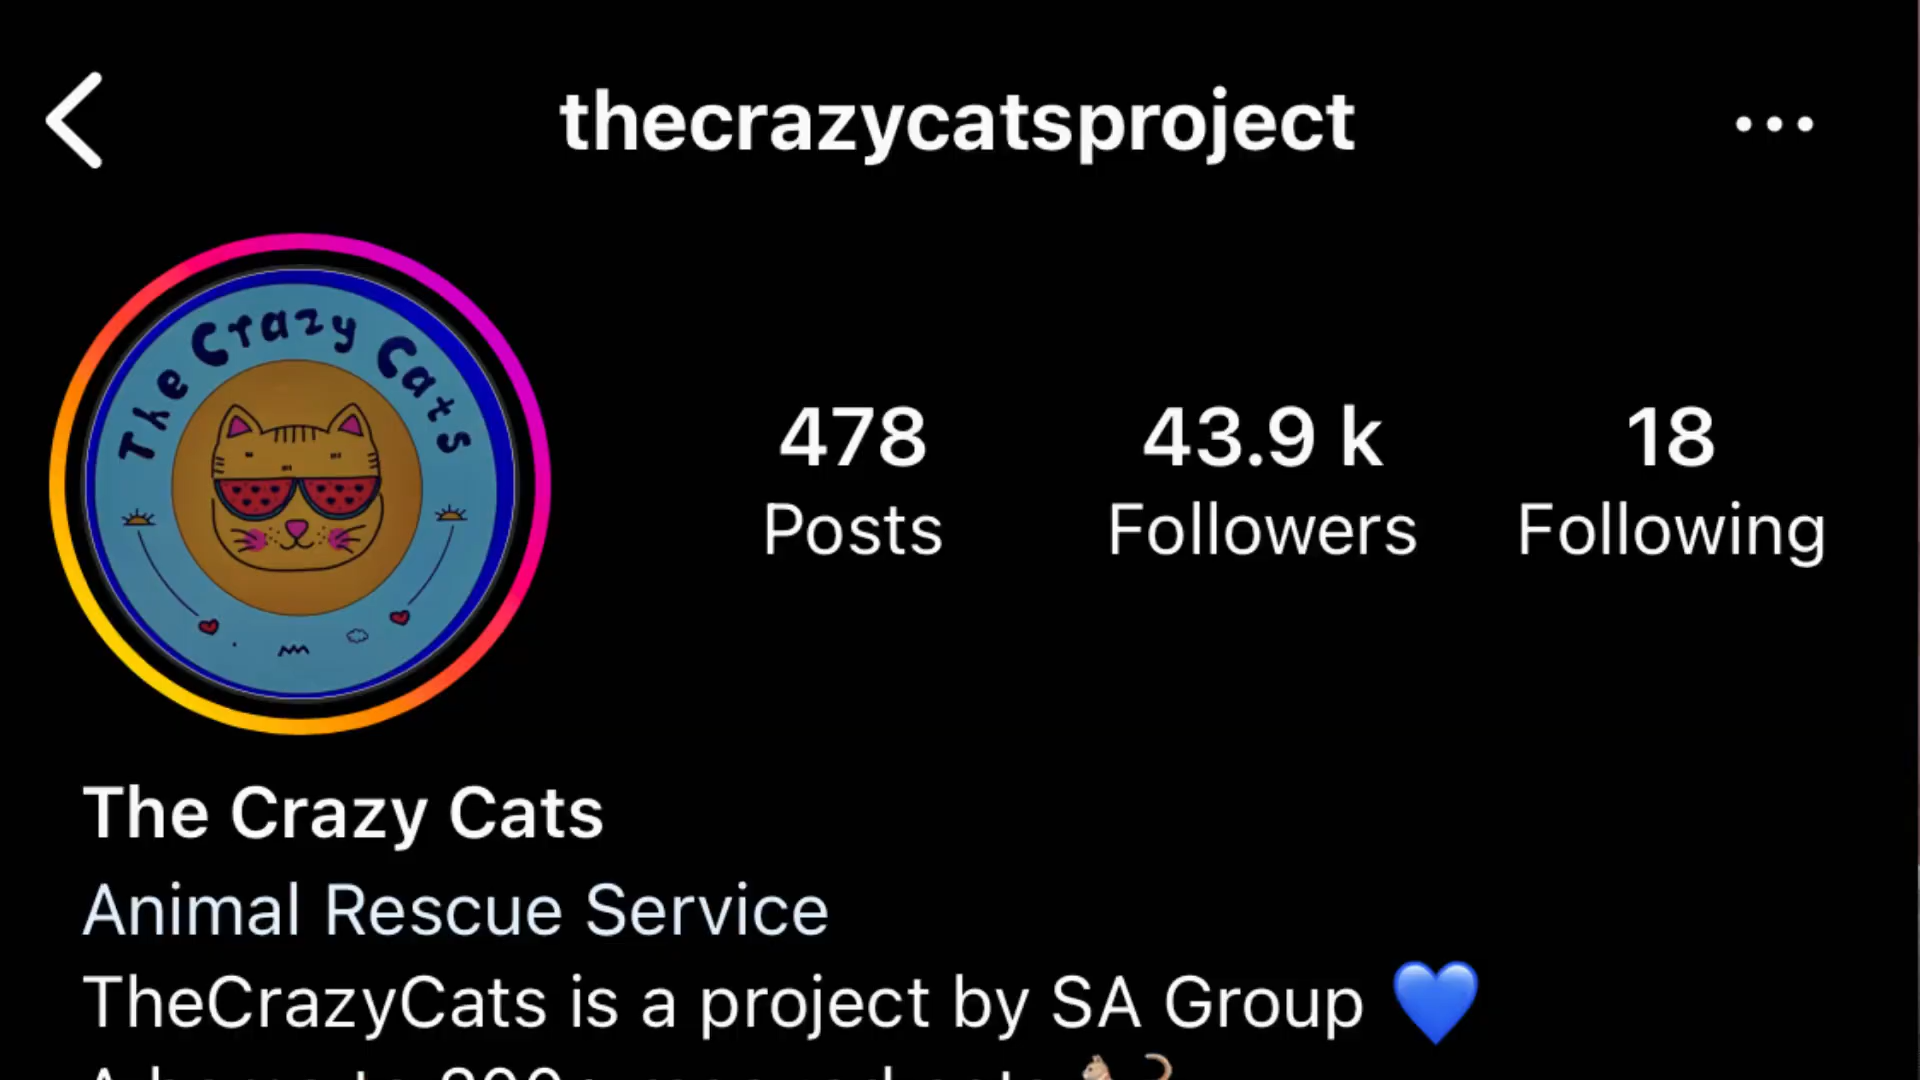 thecrazycatsproject
The Crazy Cats
478
Posts
43.9 k
Followers
18
Following
The Crazy Cats
Animal Rescue Service
TheCrazyCats is a project by SA Group 💙